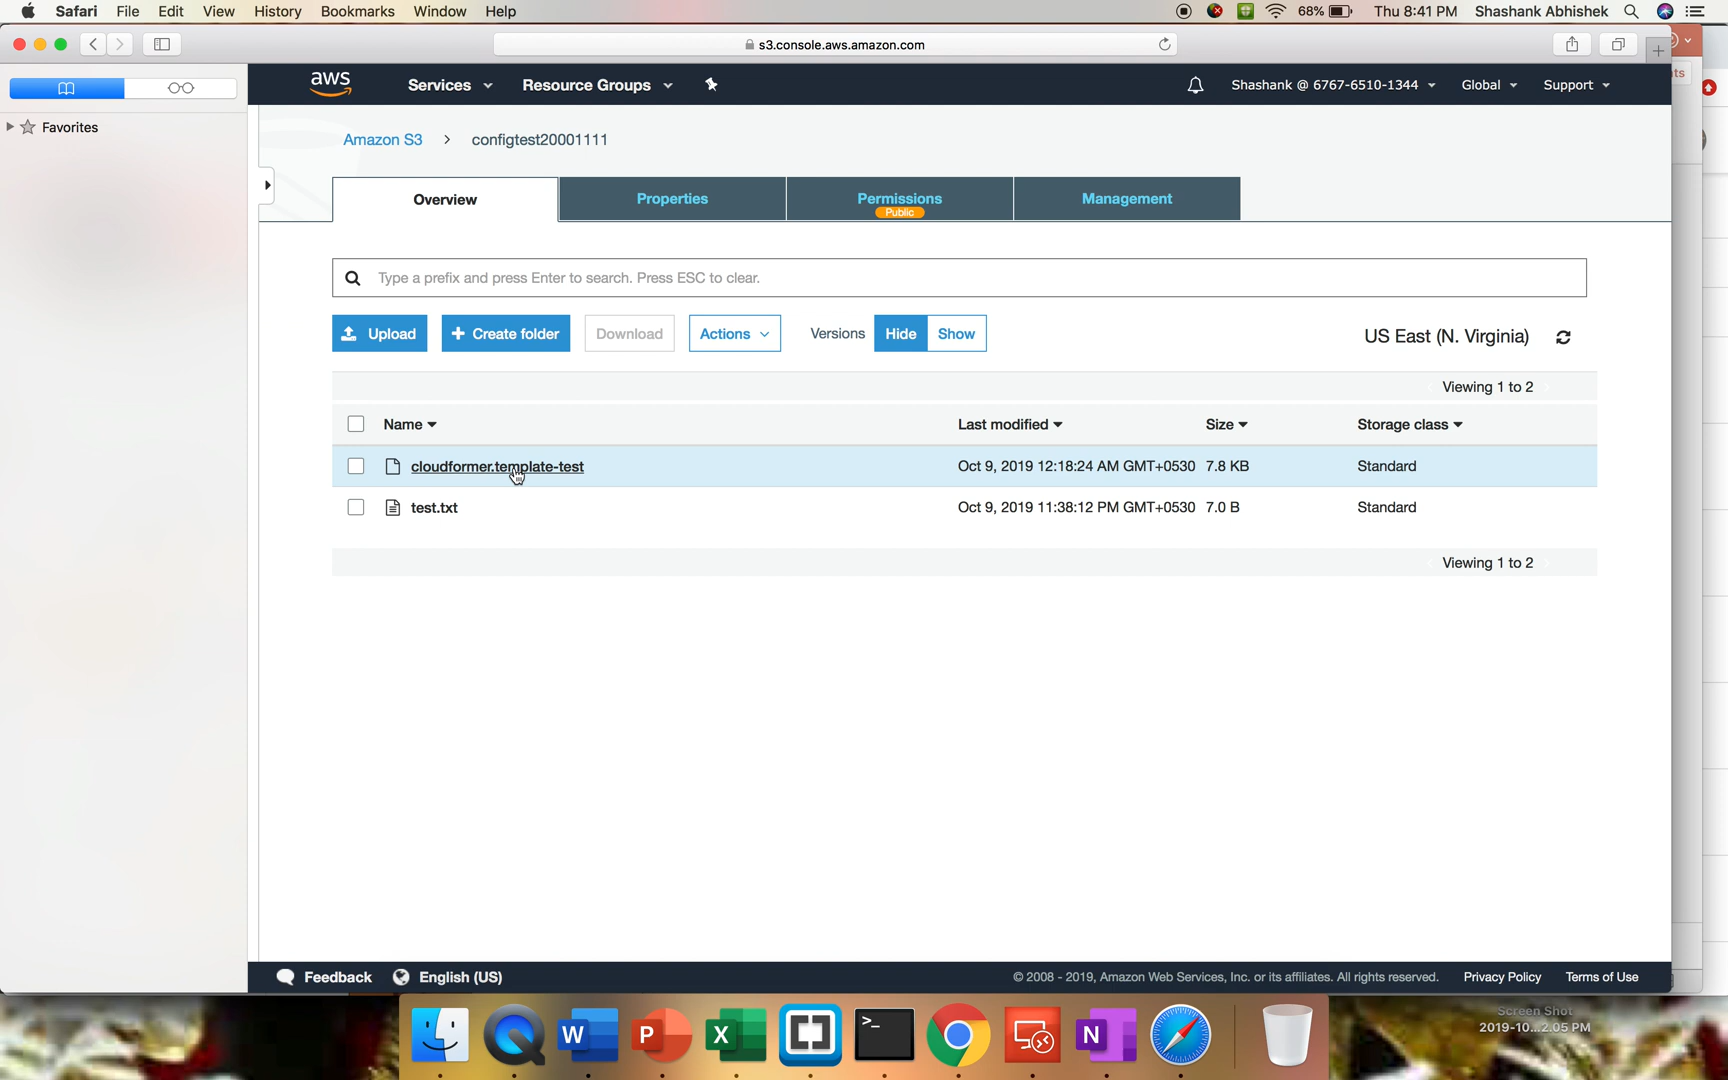 Safari File Edit View History Bookmarks Window Help 68% Thu 8:41 PM Shashank Abhishek
s3.console.aws.amazon.com
Favorites
aws Services Resource Groups Shashank @ 6767-6510-1344 Global Support
Amazon S3 > configtest20001111
Overview Properties Permissions Management
Public
Type a prefix and press Enter to search. Press ESC to clear.
Upload + Create folder Download Actions Versions Hide Show US East (N. Virginia)
Viewing 1 to 2
Name Last modified Size Storage class
cloudformer.template-test Oct 9, 2019 12:18:24 AM GMT+0530 7.8 KB Standard
test.txt Oct 9, 2019 11:38:12 PM GMT+0530 7.0 B Standard
Viewing 1 to 2
Feedback English (US) © 2008 - 2019, Amazon Web Services, Inc. or its affiliates. All rights reserved. Privacy Policy Terms of Use
W P X >_ N
Screen Shot
2019-10...2.05 PM